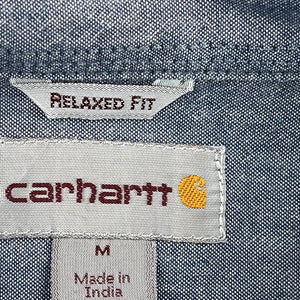 RELAXED FIT
carhartt
M
Made in
India